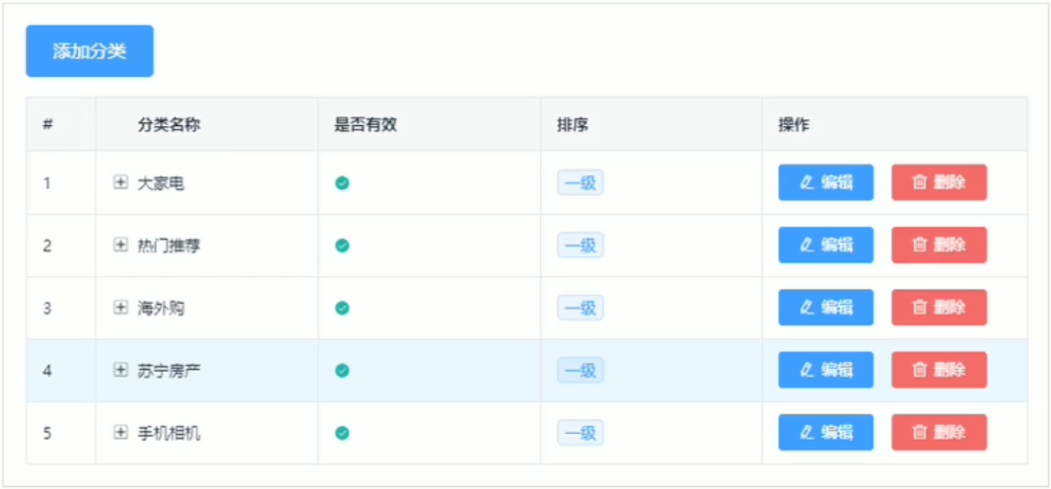 添加分类
# 分类名称 是否有效 排序 操作
1 大家电 一级 编辑 删除
2 热门推荐 一级 编辑 删除
3 海外购 一级 编辑 删除
4 苏宁房产 一级 编辑 删除
5 手机相机 一级 编辑 删除